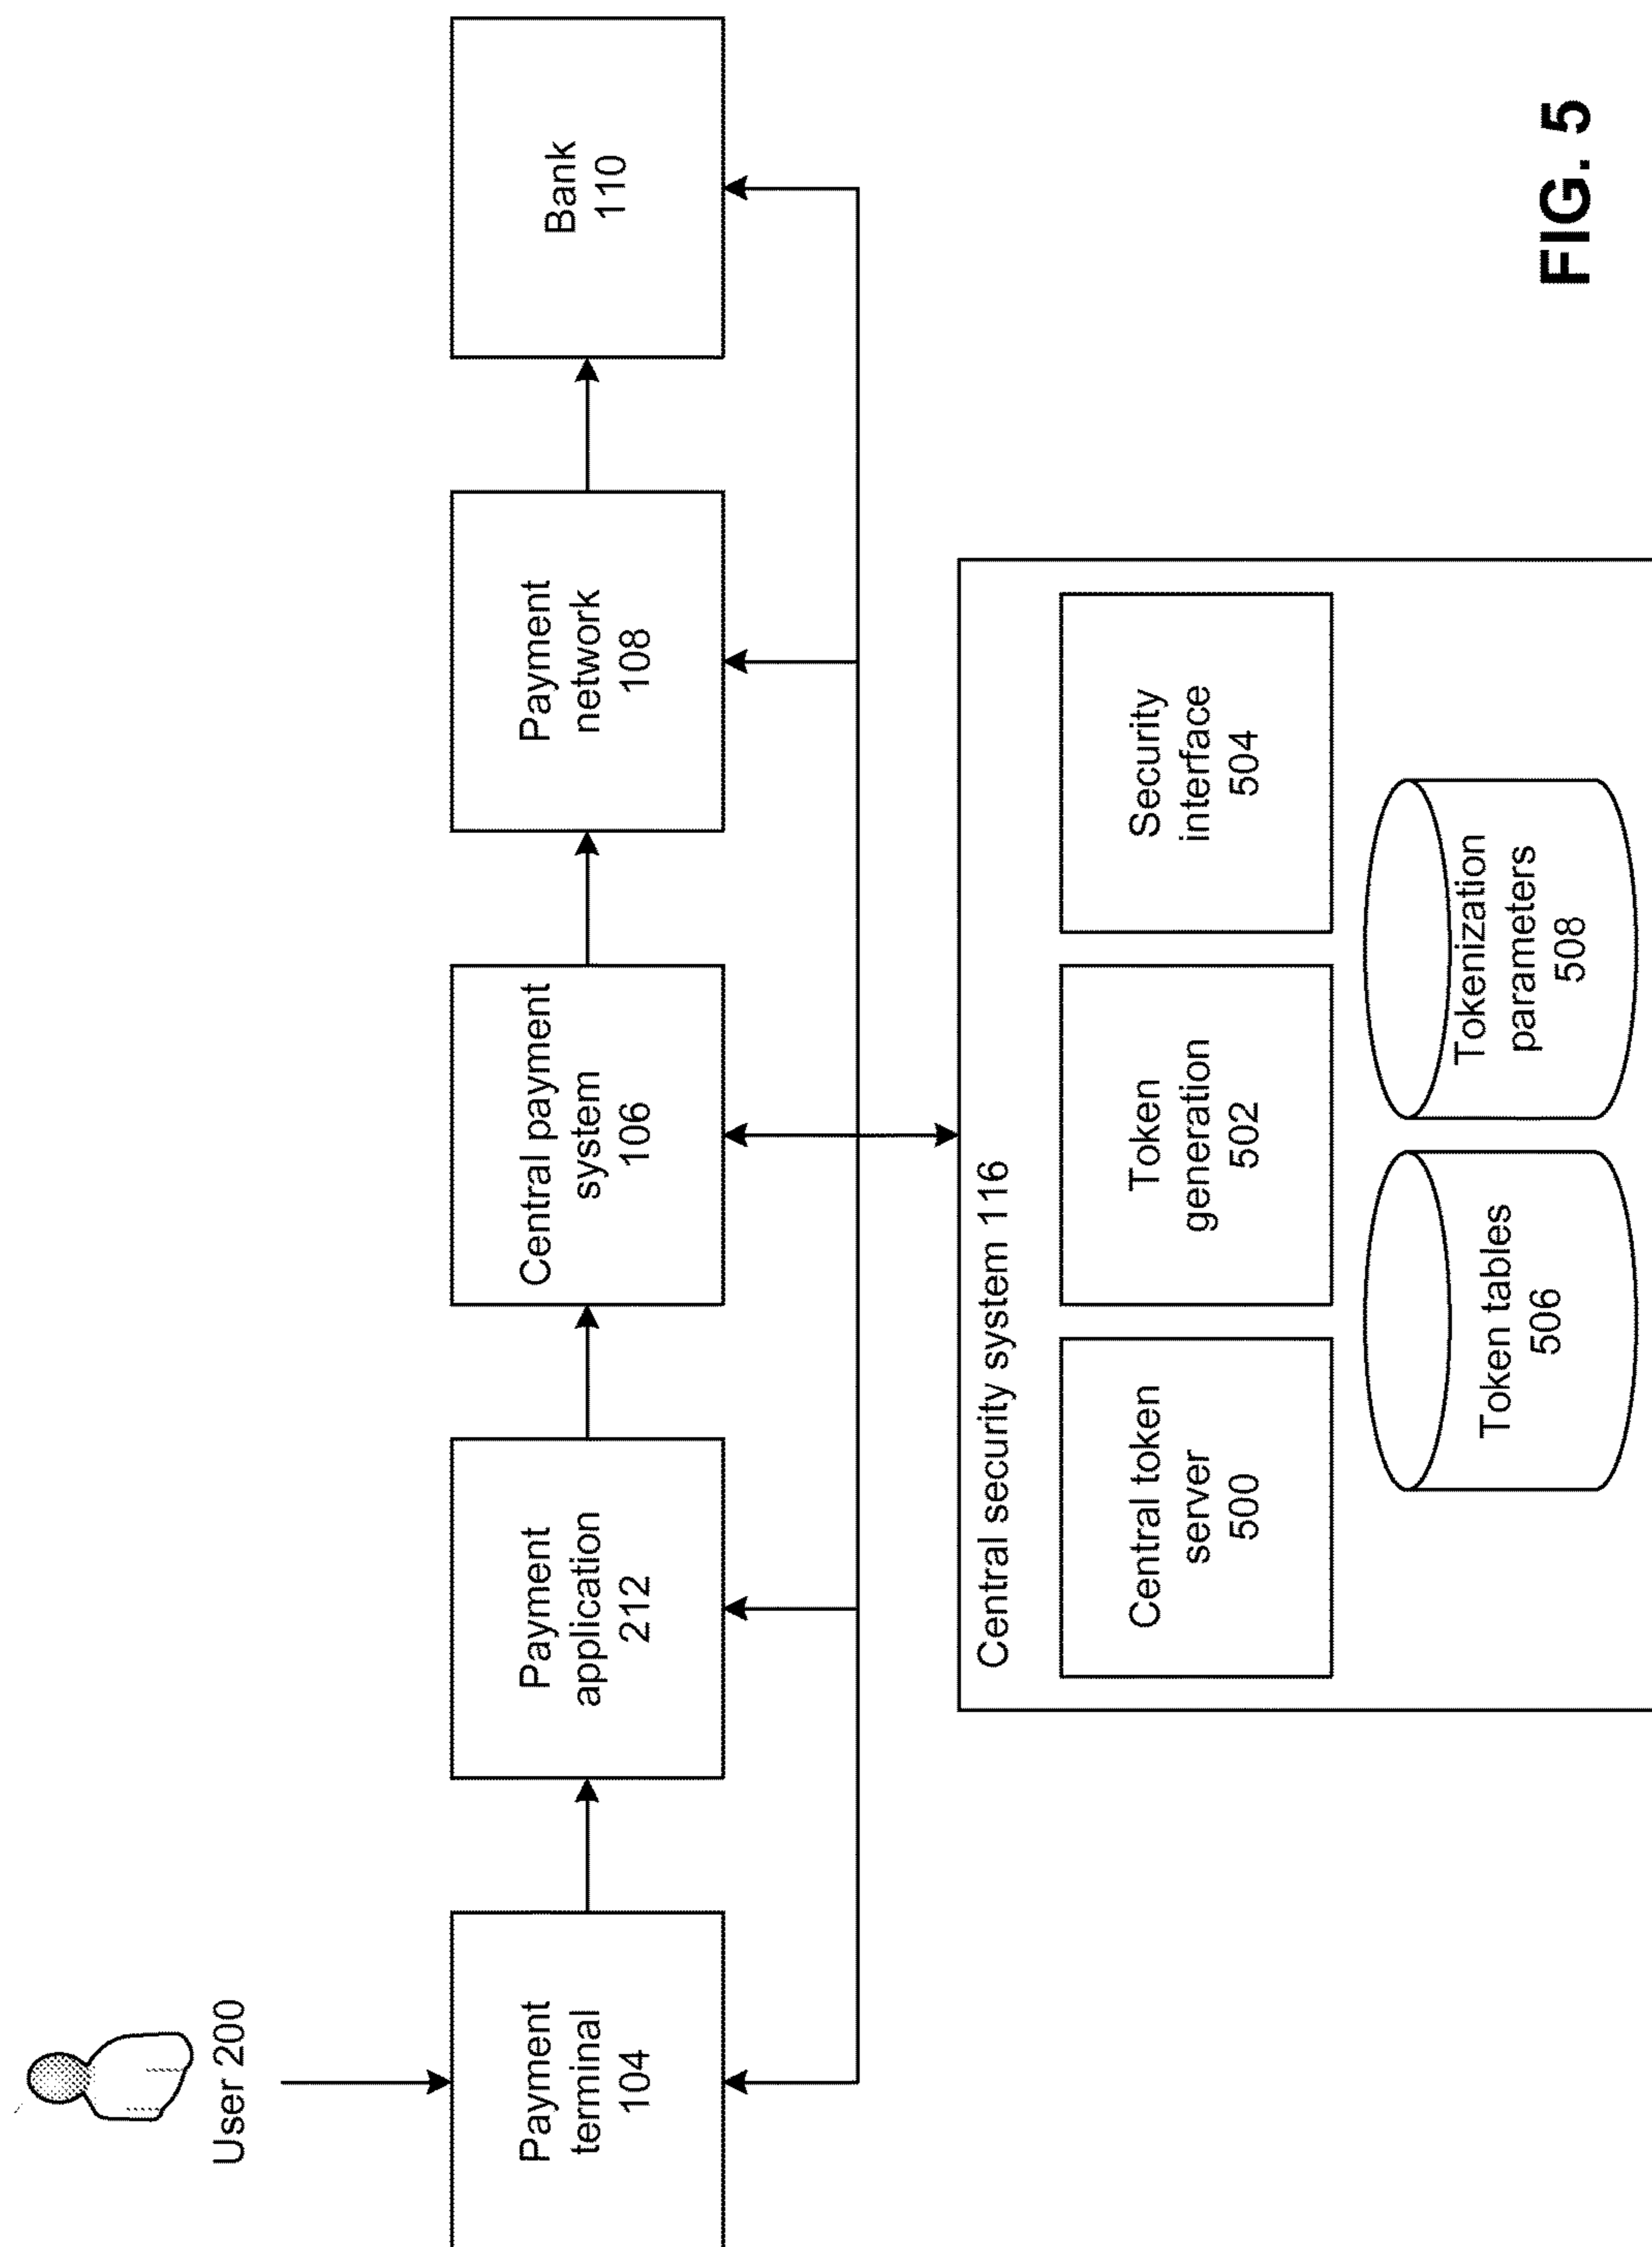 User 200
Payment
terminal
104
Payment
application
212
Central payment
system
106
Payment
network
108
Bank
110
Central security system 116
Central token
server
500
Token
generation
502
Security
interface
504
Token tables
506
Tokenization
parameters
508
FIG. 5